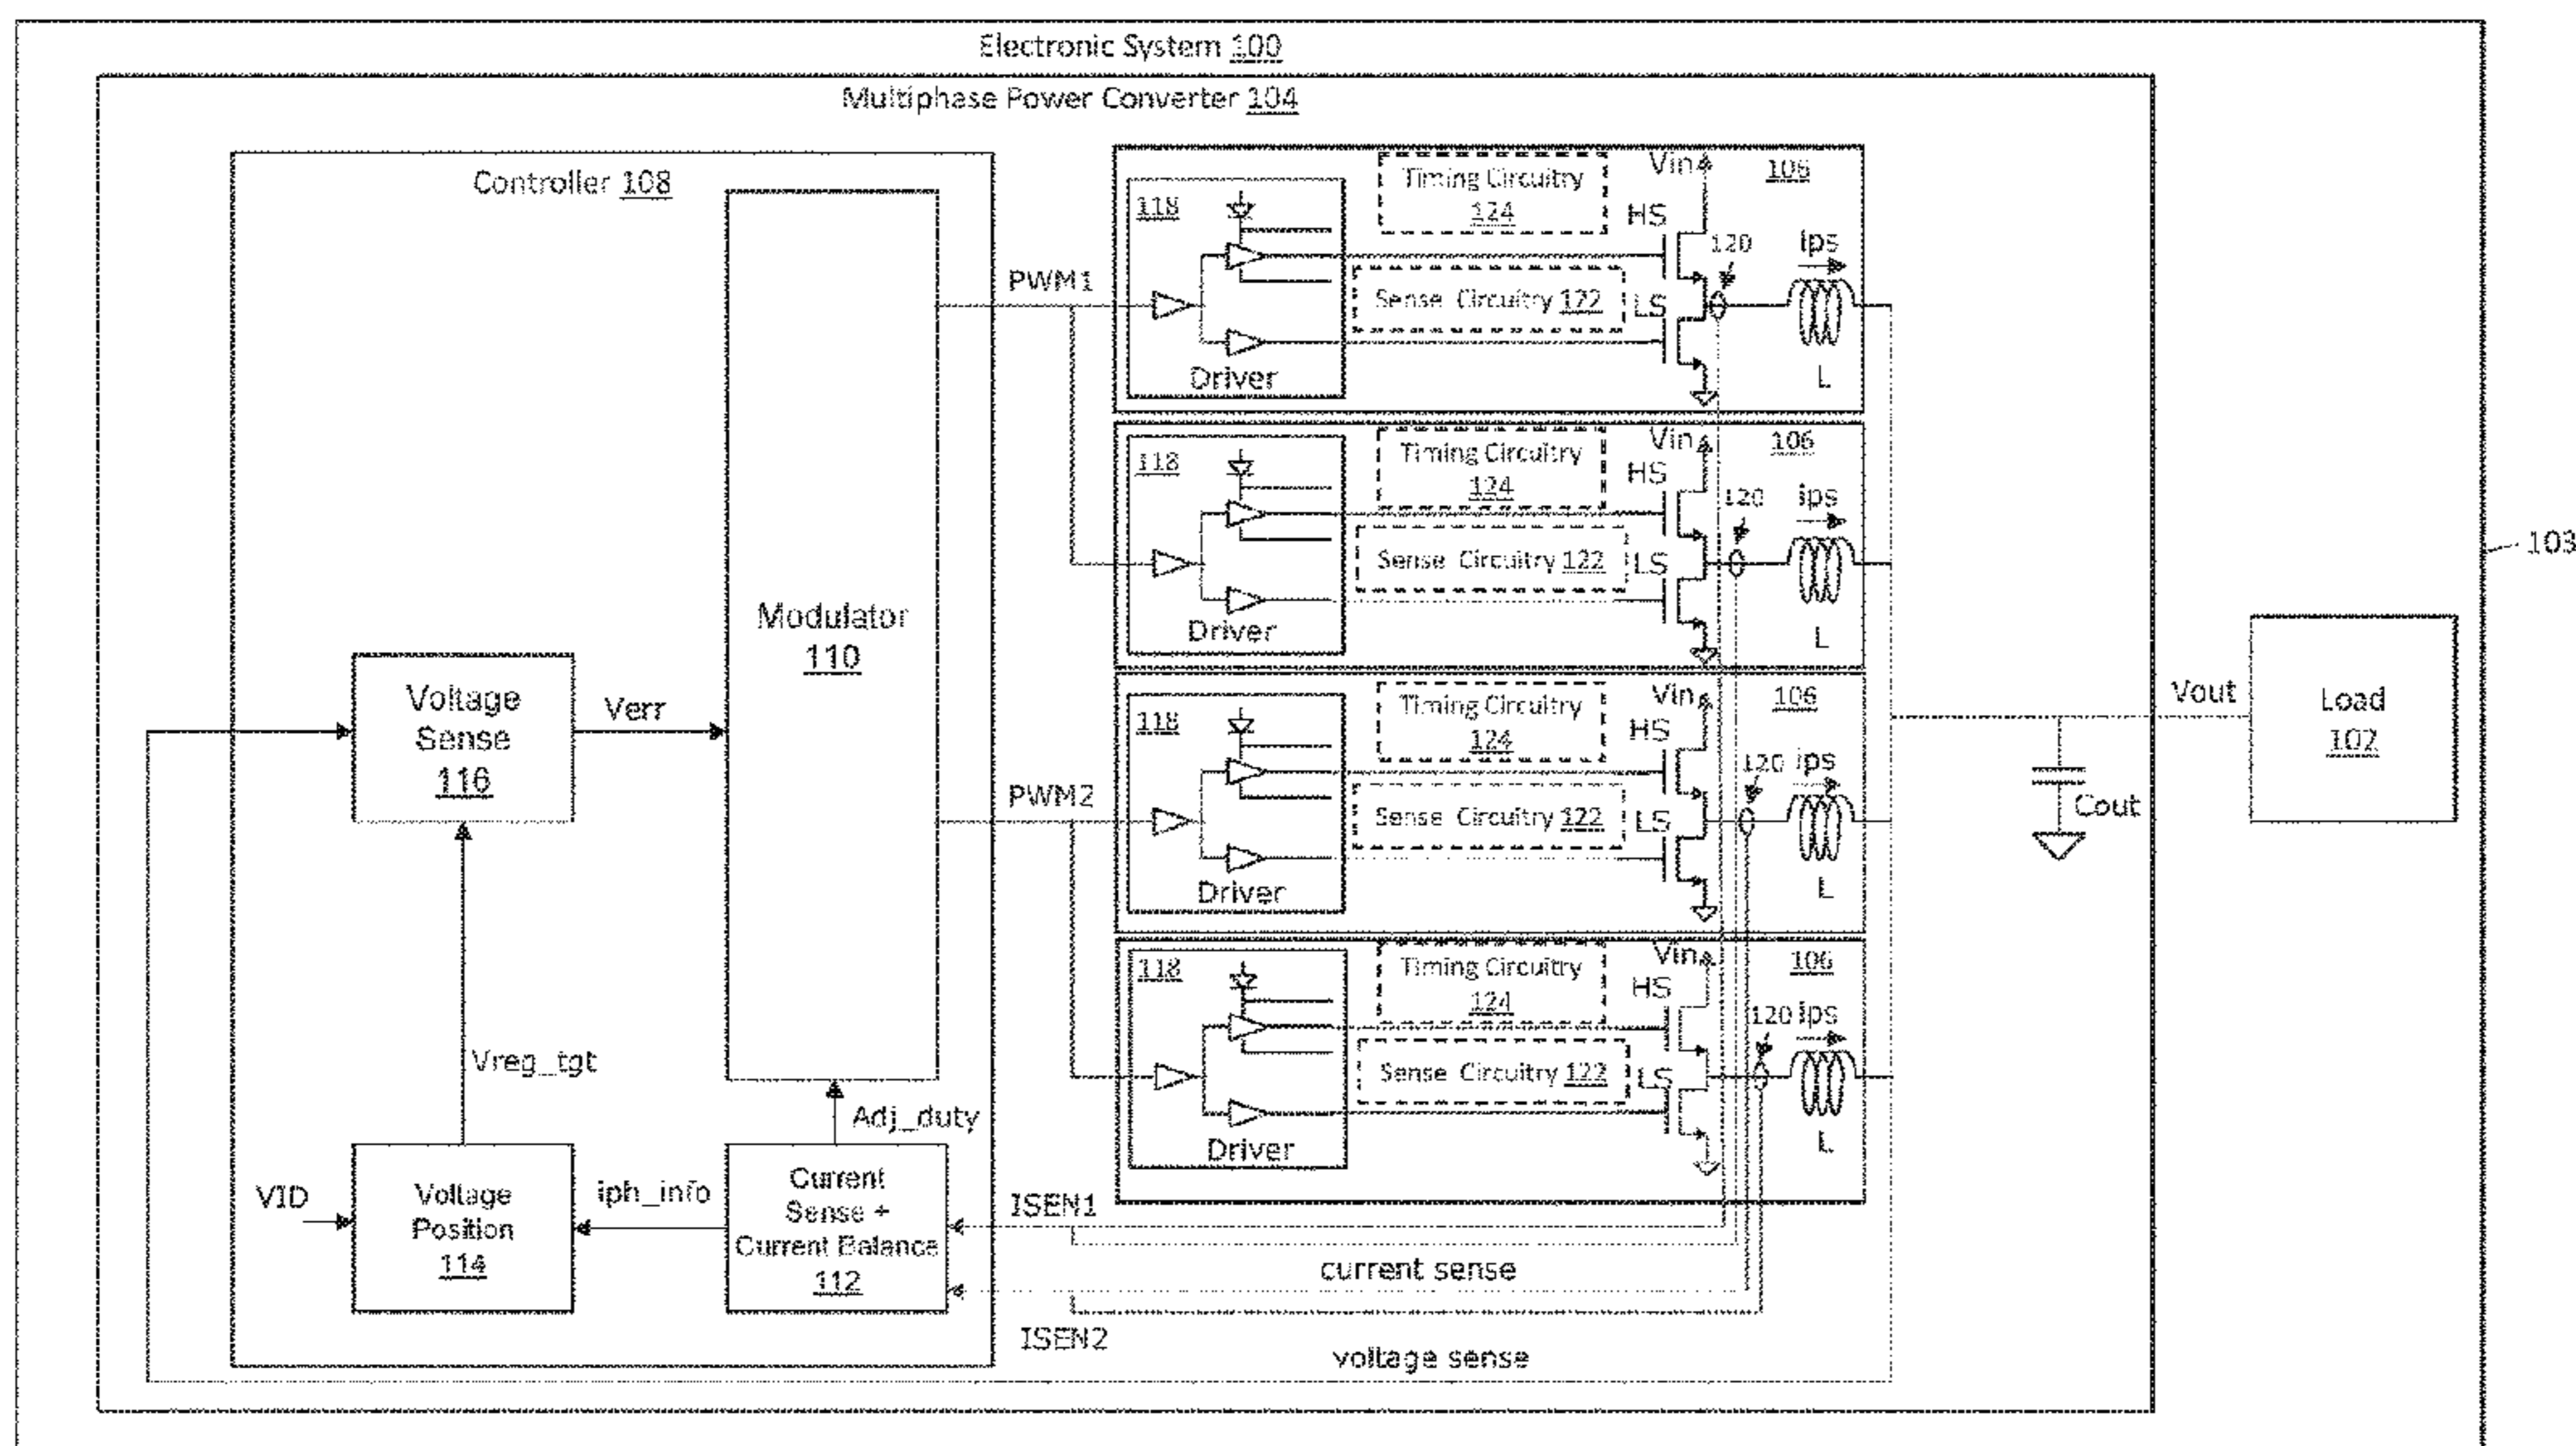 Electronic System 100
Multiphase Power Converter 104
Controller 108
Modulator
110
Voltage
Sense
116
Verr
Vreg_tgt
Adj_duty
VID
Voltage
Position
114
iph_info
Current
Sense +
Current Balance
112
PWM1
PWM2
ISEN1
current sense
ISEN2
voltage sense
118
Driver
Timing Circuitry
124
Sense Circuitry 122
Vin
HS
LS
120
106
ips
L
118
Driver
Timing Circuitry
124
Sense Circuitry 122
Vin
HS
LS
120
106
ips
L
118
Driver
Timing Circuitry
124
Sense Circuitry 122
Vin
HS
LS
120
106
ips
L
118
Driver
Timing Circuitry
124
Sense Circuitry 122
Vin
HS
LS
120
106
ips
L
Vout
Cout
Load
102
103